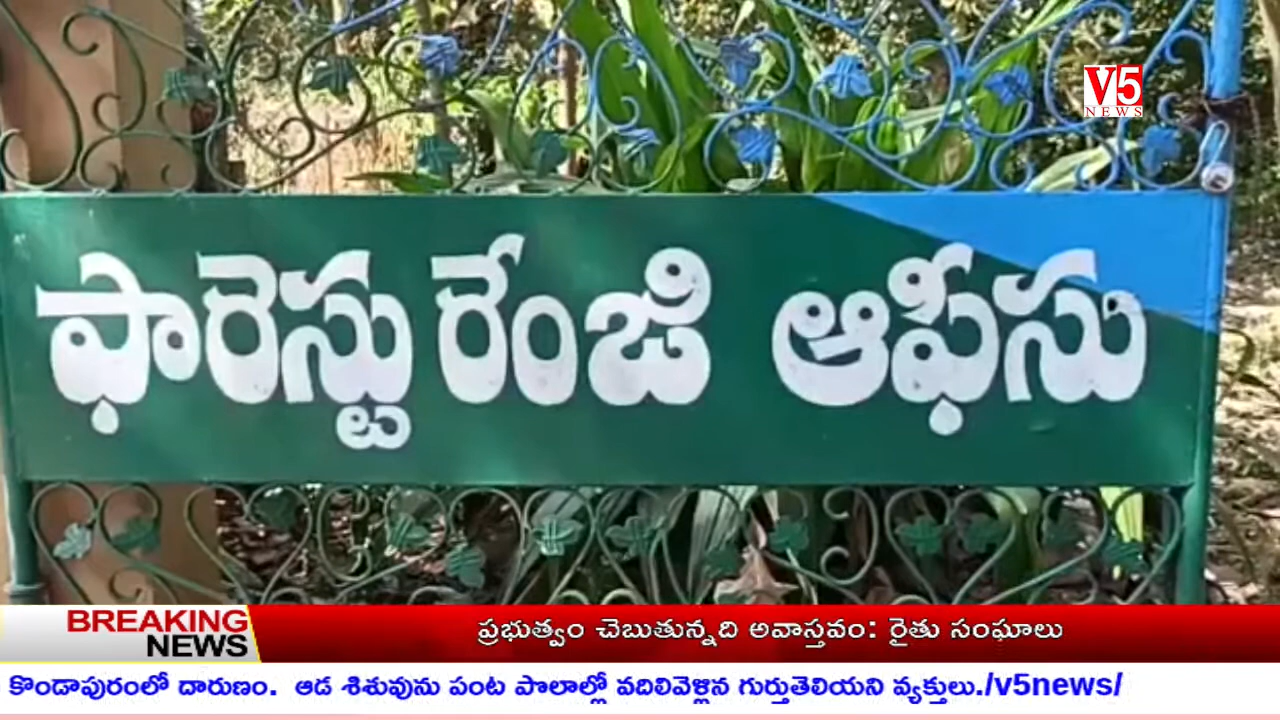 V5
NEWS
ఫారెస్టు రేంజి ఆఫీసు
BREAKING
NEWS
ప్రభుత్వం చెబుతున్నది అవాస్తవం: రైతు సంఘాలు
కొండాపురంలో దారుణం. ఆడ శిశువును పంట పొలాల్లో వదిలివెళ్లిన గుర్తుతెలియని వ్యక్తులు./v5news/